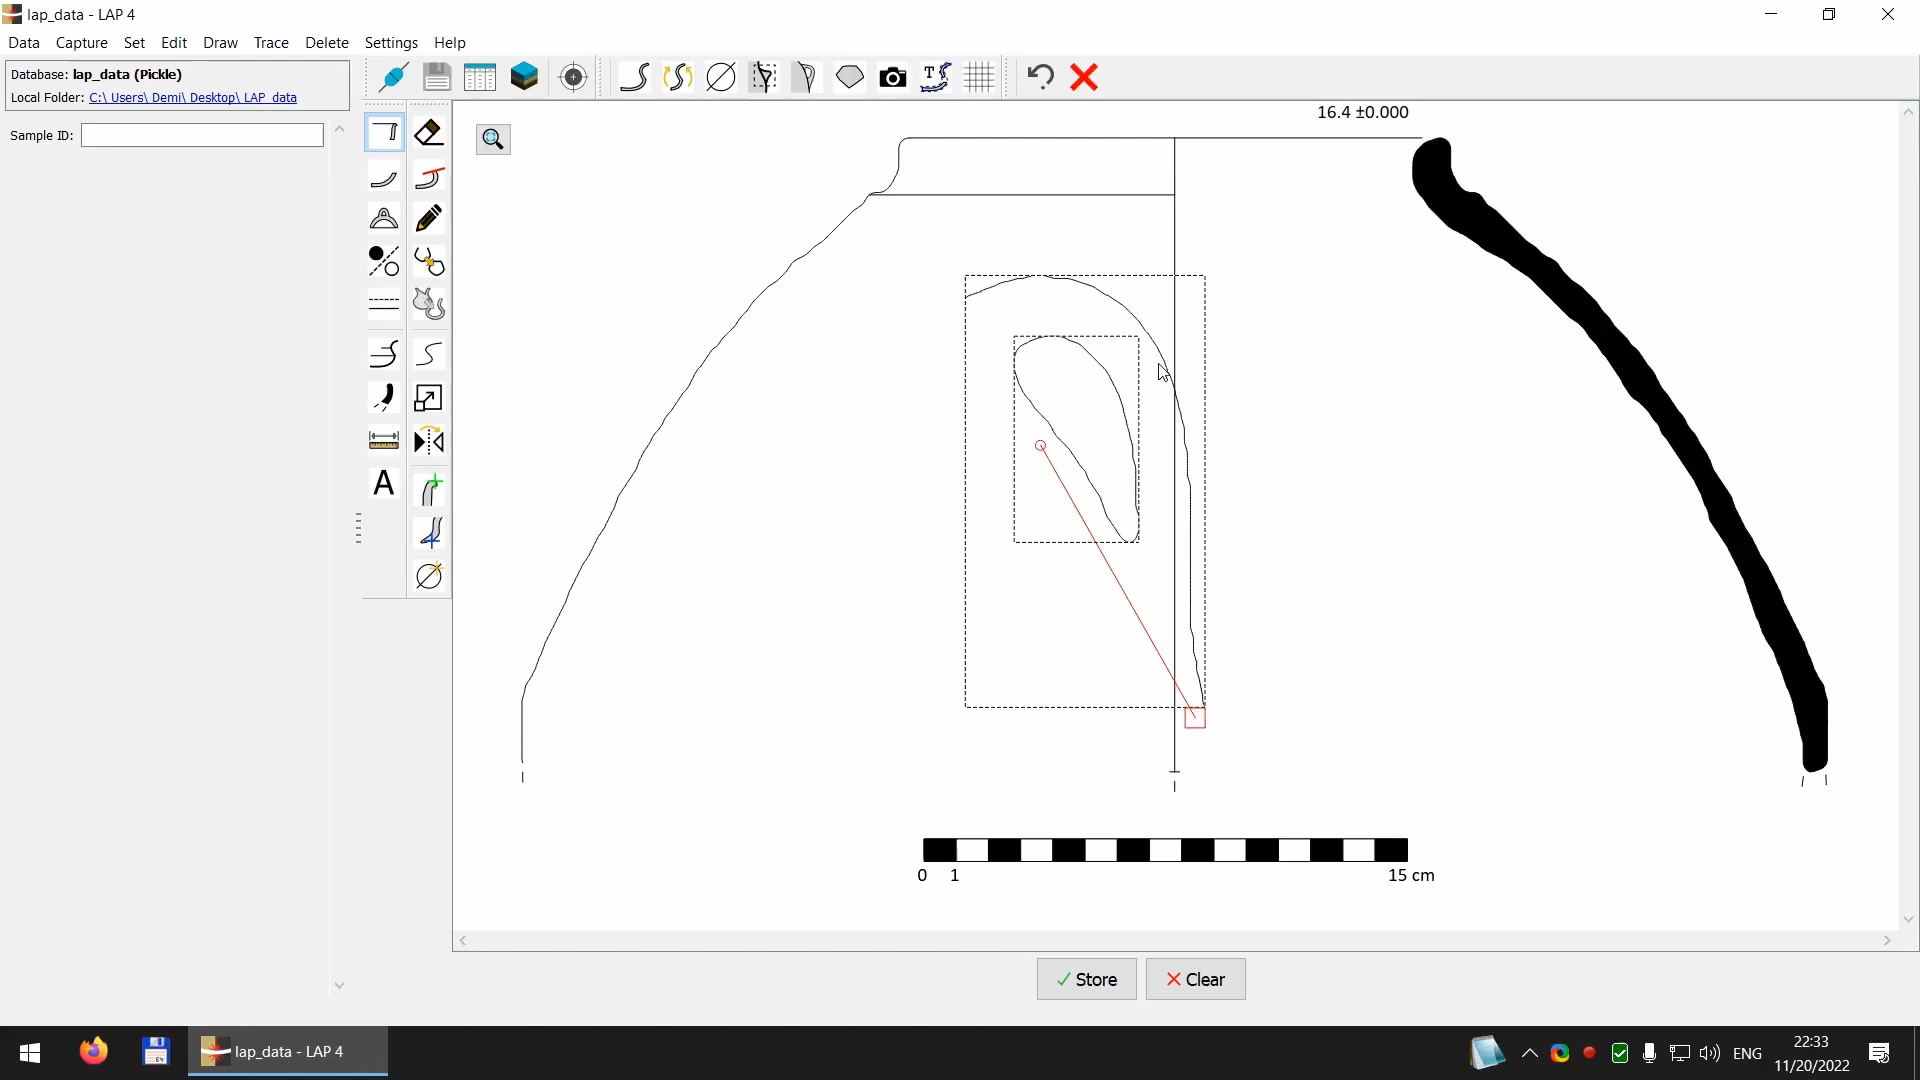 lap_data - LAP 4
Data Capture Set Edit Draw Trace Delete Settings Help
Database: lap_data (Pickle)
Local Folder: C:\ Users\ Demi\ Desktop\ LAP_data
Sample ID:
T
A
16.4 ±0.000
0 1 15 cm
Store Clear
64
lap_data - LAP 4
ENG
22:33
11/20/2022